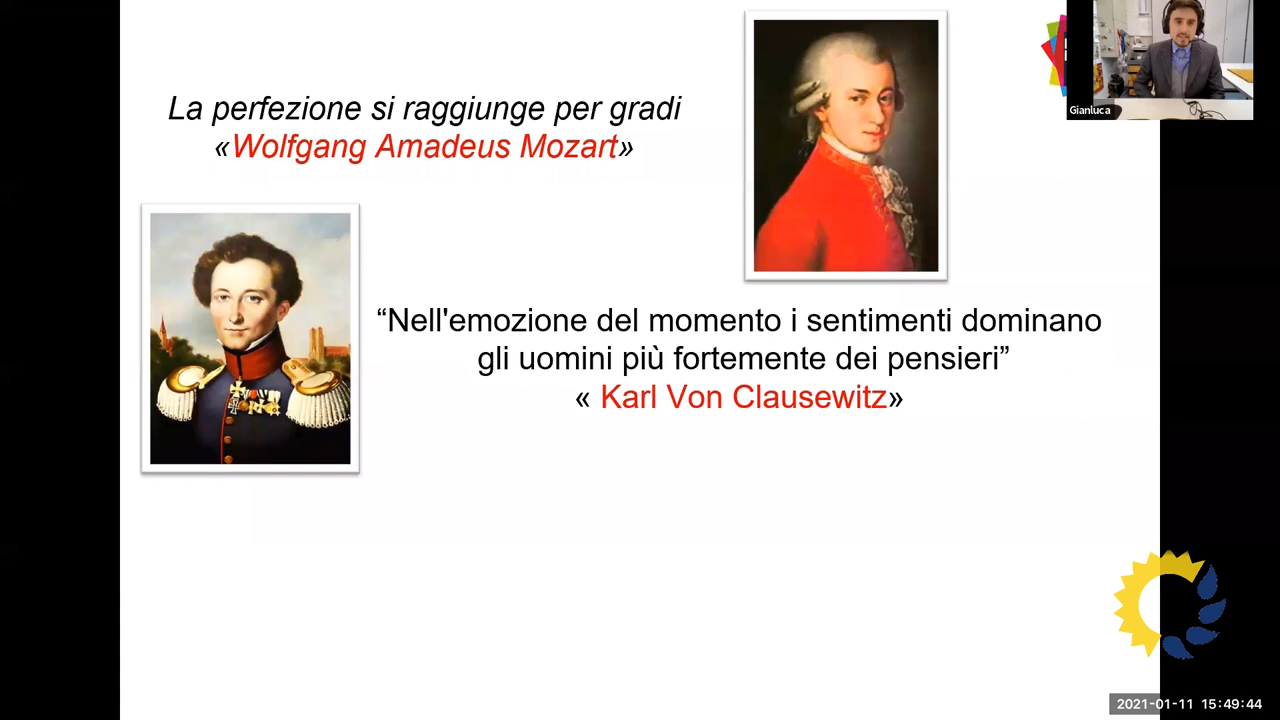 La perfezione si raggiunge per gradi
«Wolfgang Amadeus Mozart»
“Nell'emozione del momento i sentimenti dominano
gli uomini più fortemente dei pensieri”
« Karl Von Clausewitz»
Gianluca
2021-01-11 15:49:44